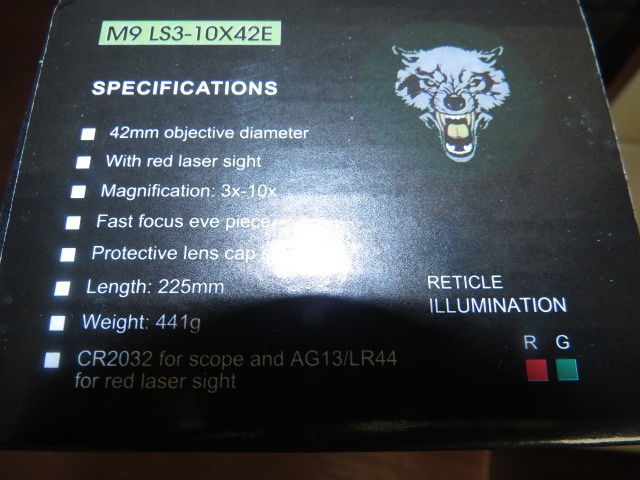 M9 LS3-10X42E
SPECIFICATIONS
42mm objective diameter
With red laser sight
Magnification: 3x-10x
Fast focus eye piece
Protective lens cap
Length: 225mm
Weight: 441g
CR2032 for scope and AG13/LR44
for red laser sight
RETICLE
ILLUMINATION
R G